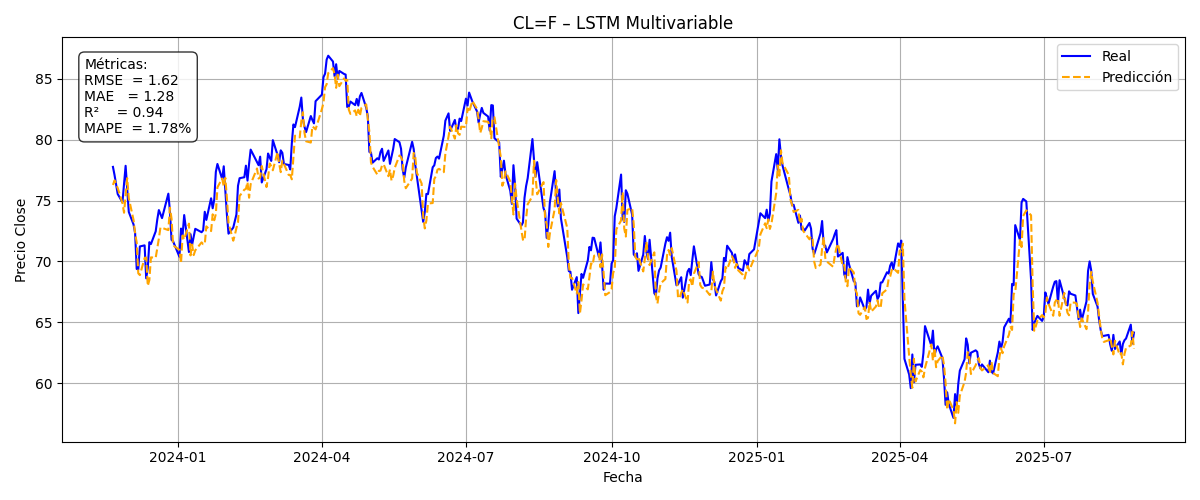 CL=F – LSTM Multivariable
Métricas:
RMSE = 1.62
MAE = 1.28
R² = 0.94
MAPE = 1.78%
Real
Predicción
Precio Close
85
80
75
70
65
60
2024-01
2024-04
2024-07
2024-10
2025-01
2025-04
2025-07
Fecha